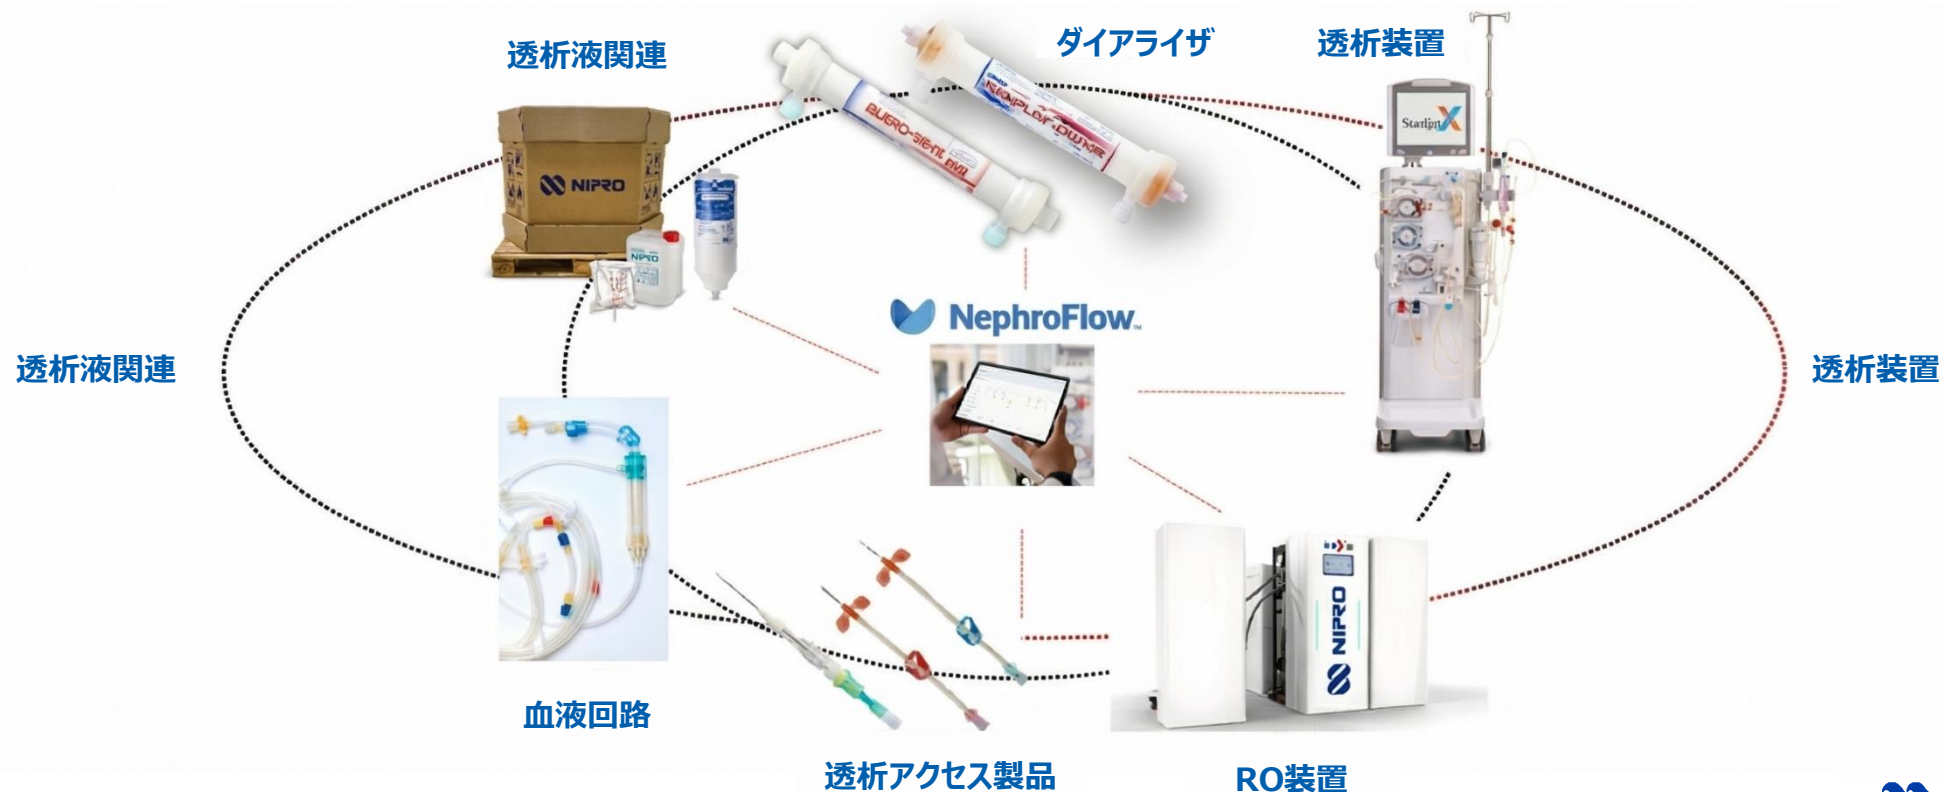 透析液関連
ダイアライザ
透析装置
NIPRO
NIPRO
NephroFlow™
透析液関連
透析装置
NIPRO
血液回路
透析アクセス製品
RO装置